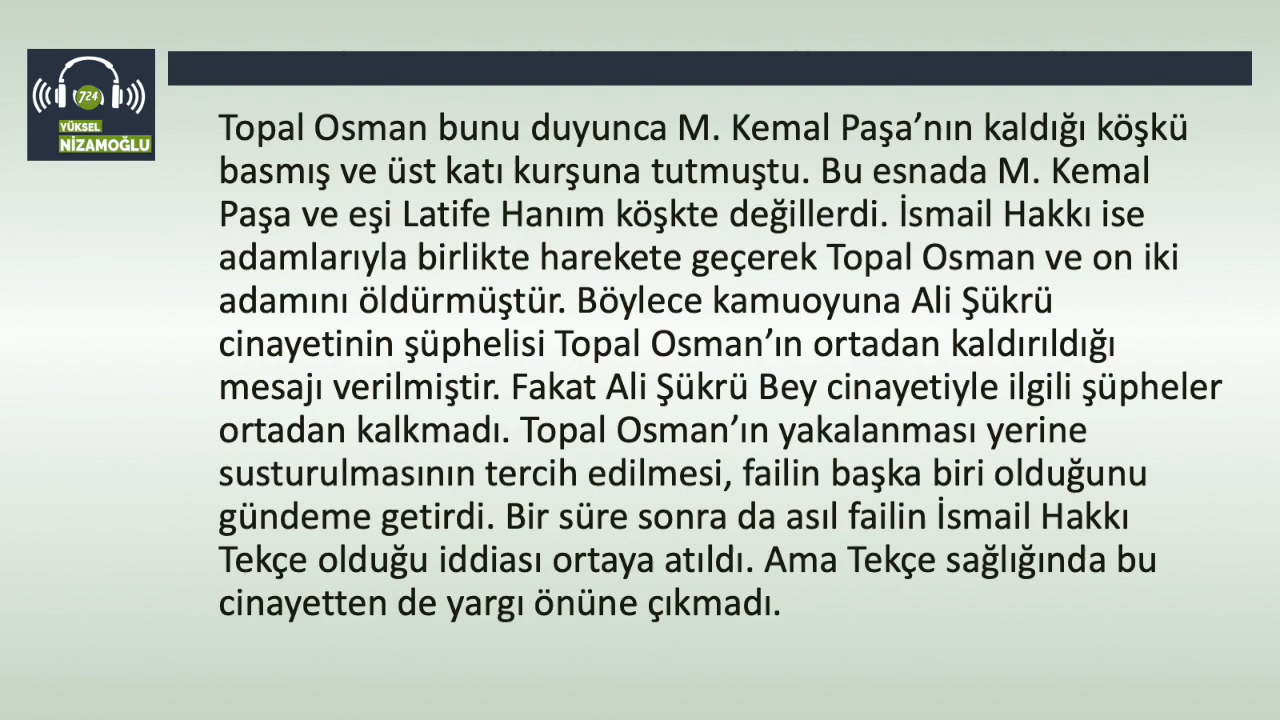 724
YÜKSEL
NİZAMOĞLU
Topal Osman bunu duyunca M. Kemal Paşa’nın kaldığı köşkü
basmış ve üst katı kurşuna tutmuştu. Bu esnada M. Kemal
Paşa ve eşi Latife Hanım köşkte değillerdi. İsmail Hakkı ise
adamlarıyla birlikte harekete geçerek Topal Osman ve on iki
adamını öldürmüştür. Böylece kamuoyuna Ali Şükrü
cinayetinin şüphelisi Topal Osman’ın ortadan kaldırıldığı
mesajı verilmiştir. Fakat Ali Şükrü Bey cinayetiyle ilgili şüpheler
ortadan kalkmadı. Topal Osman’ın yakalanması yerine
susturulmasının tercih edilmesi, failin başka biri olduğunu
gündeme getirdi. Bir süre sonra da asıl failin İsmail Hakkı
Tekçe olduğu iddiası ortaya atıldı. Ama Tekçe sağlığında bu
cinayetten de yargı önüne çıkmadı.